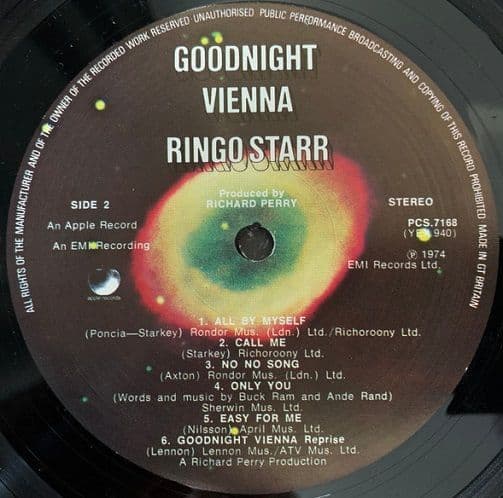 ALL RIGHTS OF THE MANUFACTURER AND OF THE OWNER OF THE RECORDED WORK RESERVED UNAUTHORISED PUBLIC PERFORMANCE BROADCASTING AND COPYING OF THIS RECORD PROHIBITED MADE IN GT BRITAIN
GOODNIGHT
VIENNA
RINGO STARR
Produced by
RICHARD PERRY
SIDE 2
STEREO
An Apple Record
An EMI Recording
apple records
PCS.7168
℗ 1974
EMI Records Ltd.
1. ALL BY MYSELF
(Poncia—Starkey) Rondor Mus. (Ldn.) Ltd./Richoroony Ltd.
2. CALL ME
(Starkey) Richoroony Ltd.
3. NO NO SONG
(Axton) Rondor Mus. (Ldn.) Ltd.
4. ONLY YOU
(Words and music by Buck Ram and Ande Rand)
Sherwin Mus. Ltd.
5. EASY FOR ME
(Nilsson) April Mus. Ltd.
6. GOODNIGHT VIENNA Reprise
(Lennon) Lennon Mus./ATV Mus. Ltd.
A Richard Perry Production